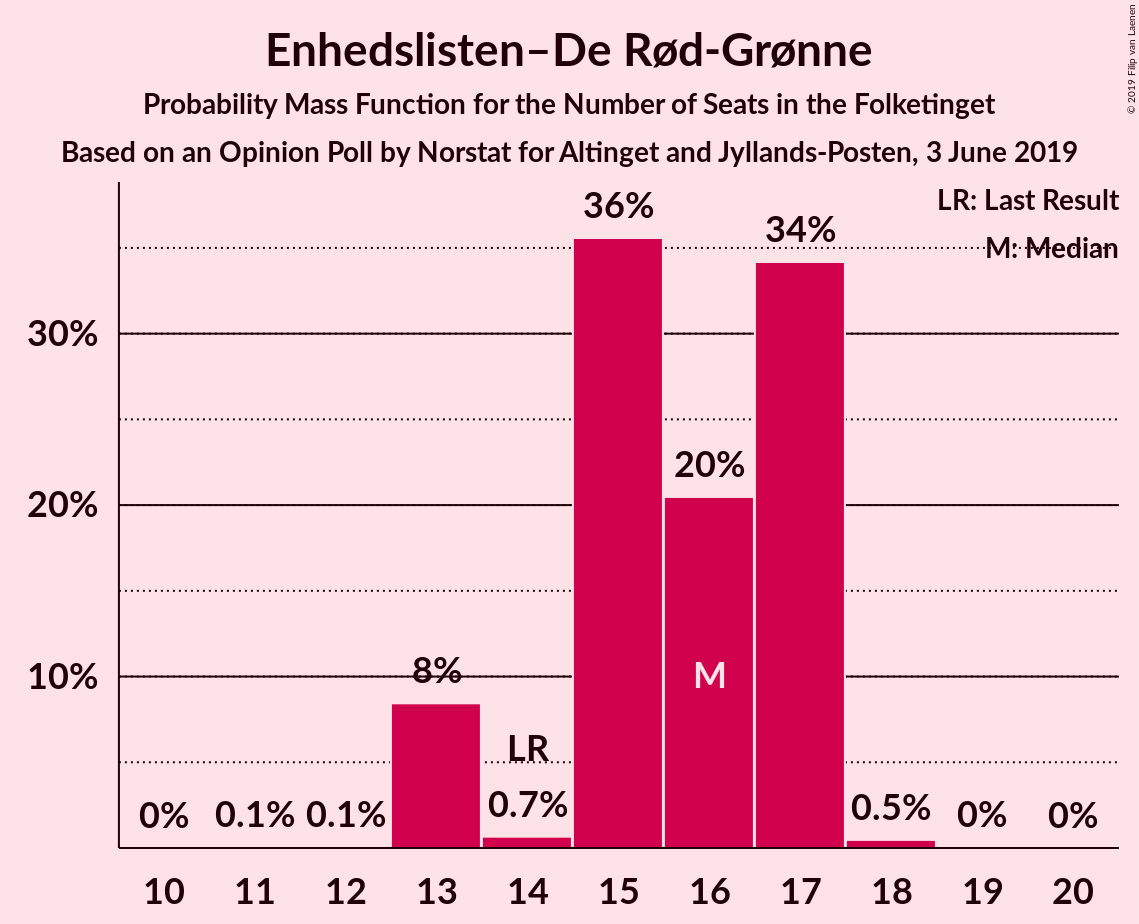 Enhedslisten–De Rød-Grønne
Probability Mass Function for the Number of Seats in the Folketinget
Based on an Opinion Poll by Norstat for Altinget and Jyllands-Posten, 3 June 2019
© 2019 Filip van Laenen
LR: Last Result
M: Median
36%
34%
30%
20%
20%
10%
8%
M
LR
0%
0.1%
0.1%
0.7%
0.5%
0%
0%
10 11 12 13 14 15 16 17 18 19 20